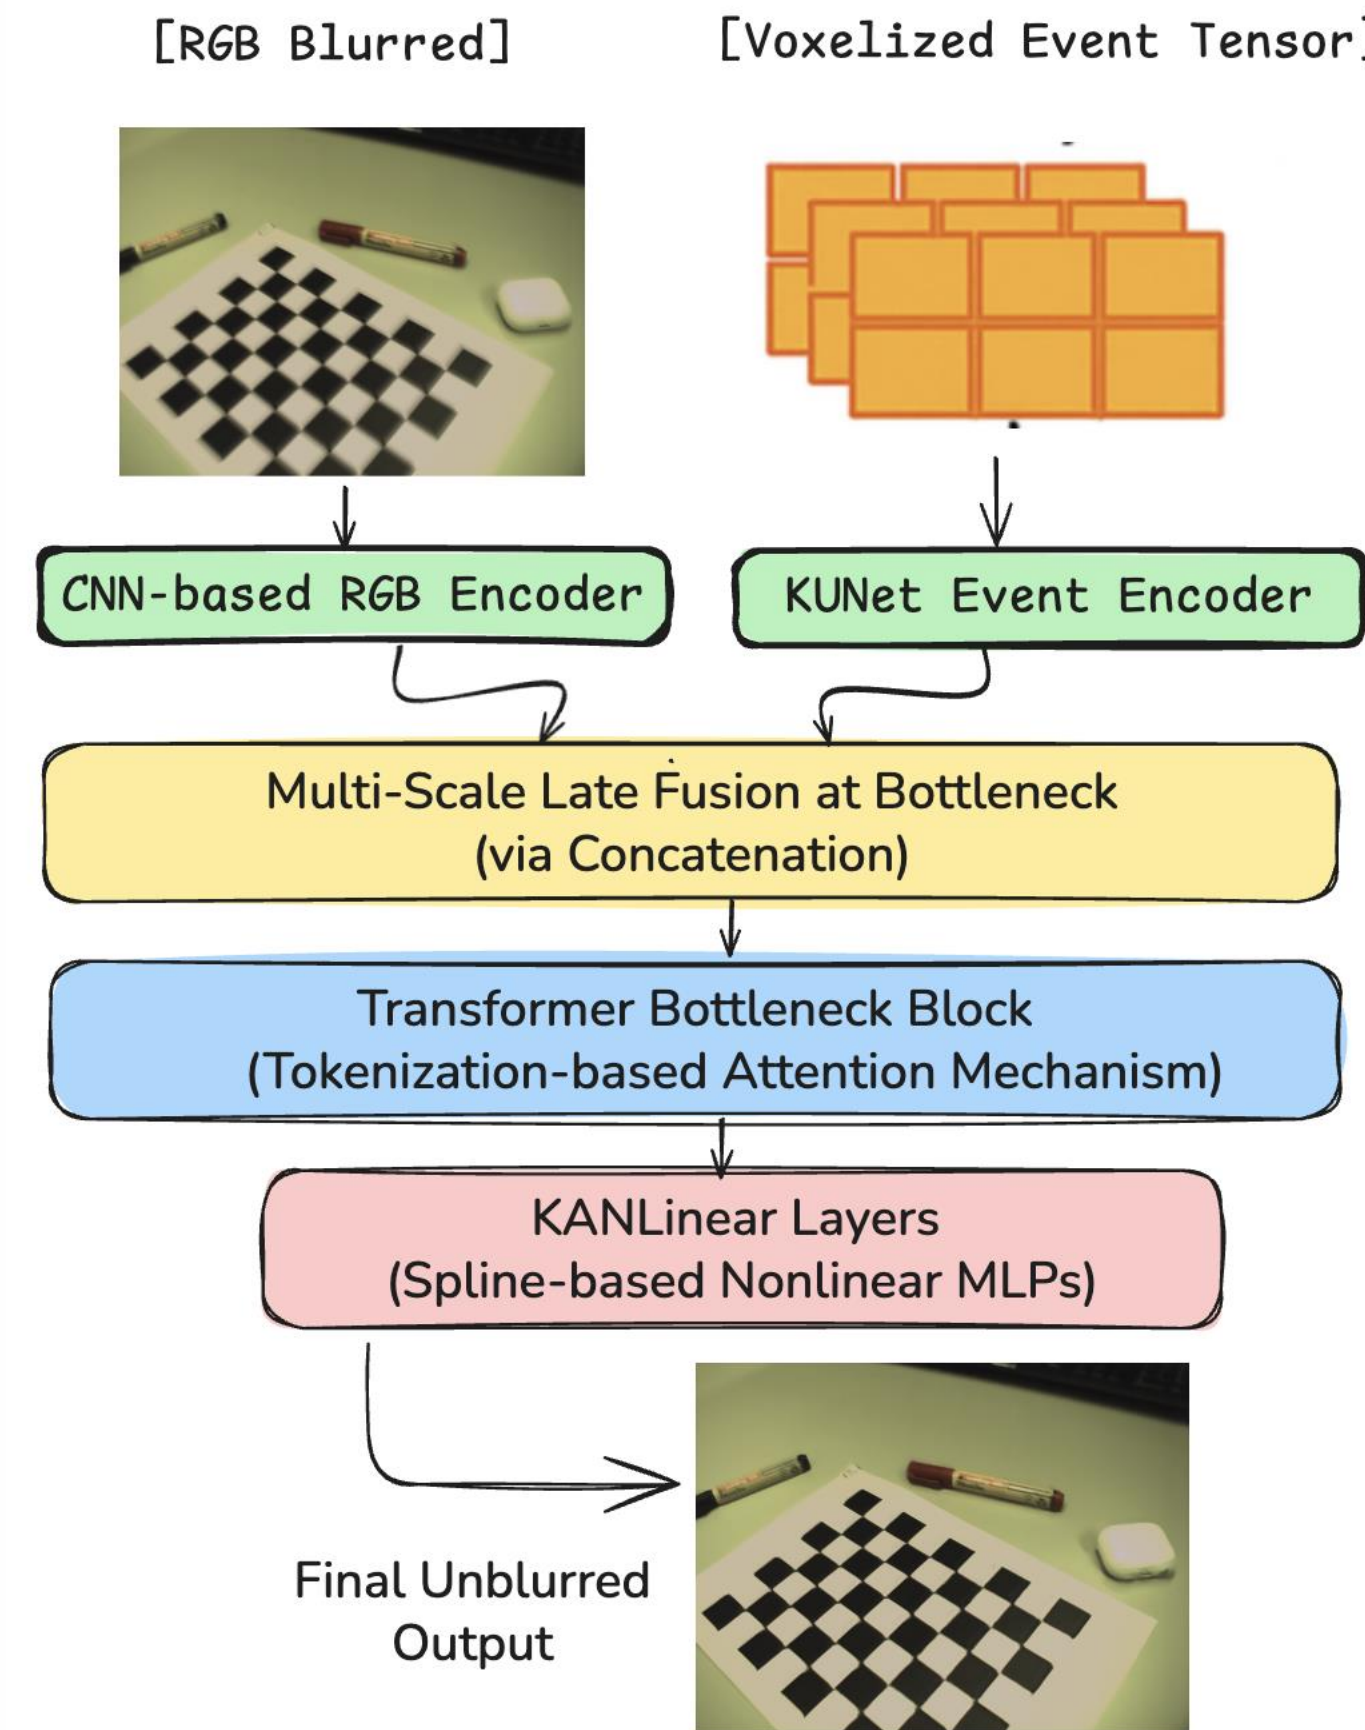 [RGB Blurred]
[Voxelized Event Tensor]
CNN-based RGB Encoder
KUNet Event Encoder
Multi-Scale Late Fusion at Bottleneck
(via Concatenation)
Transformer Bottleneck Block
(Tokenization-based Attention Mechanism)
KANLinear Layers
(Spline-based Nonlinear MLPs)
Final Unblurred
Output